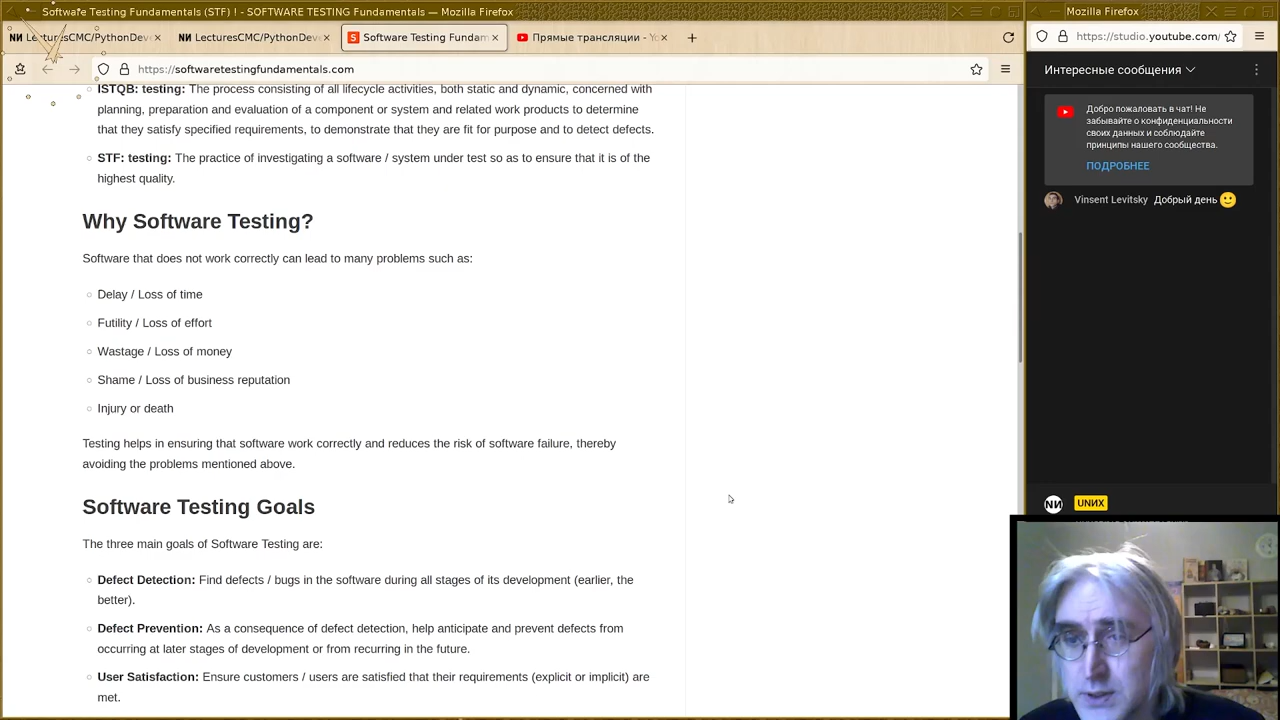 Software Testing Fundamentals (STF) ! - SOFTWARE TESTING Fundamentals — Mozilla Firefox
Mozilla Firefox
LecturesCMC/PythonDeve
LecturesCMC/PythonDev
Software Testing Fundam
Прямые трансляции - Yo
https://softwaretestingfundamentals.com
https://studio.youtube.com/
ISTQB: testing: The process consisting of all lifecycle activities, both static and dynamic, concerned with
planning, preparation and evaluation of a component or system and related work products to determine
that they satisfy specified requirements, to demonstrate that they are fit for purpose and to detect defects.
STF: testing: The practice of investigating a software / system under test so as to ensure that it is of the
highest quality.
Why Software Testing?
Software that does not work correctly can lead to many problems such as:
Delay / Loss of time
Futility / Loss of effort
Wastage / Loss of money
Shame / Loss of business reputation
Injury or death
Testing helps in ensuring that software work correctly and reduces the risk of software failure, thereby
avoiding the problems mentioned above.
Software Testing Goals
The three main goals of Software Testing are:
Defect Detection: Find defects / bugs in the software during all stages of its development (earlier, the
better).
Defect Prevention: As a consequence of defect detection, help anticipate and prevent defects from
occurring at later stages of development or from recurring in the future.
User Satisfaction: Ensure customers / users are satisfied that their requirements (explicit or implicit) are
met.
Интересные сообщения
Добро пожаловать в чат! Не
забывайте о конфиденциальности
своих данных и соблюдайте
принципы нашего сообщества.
ПОДРОБНЕЕ
Vinsent Levitsky Добрый день
UNИX